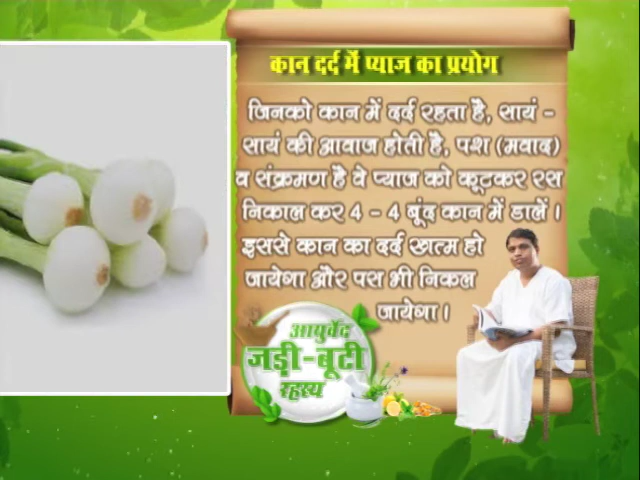 कान दर्द में प्याज का प्रयोग
जिनको कान में दर्द रहता है, सायं -
सायं की आवाज होती है, पश (मवाद)
व संक्रमण है वे प्याज को कूटकर रस
निकाल कर 4 - 4 बूंद कान में डालें।
इससे कान का दर्द खत्म हो
जायेगा और पस भी निकल
जायेगा।
आयुर्वेद
जड़ी-बूटी
रहस्य